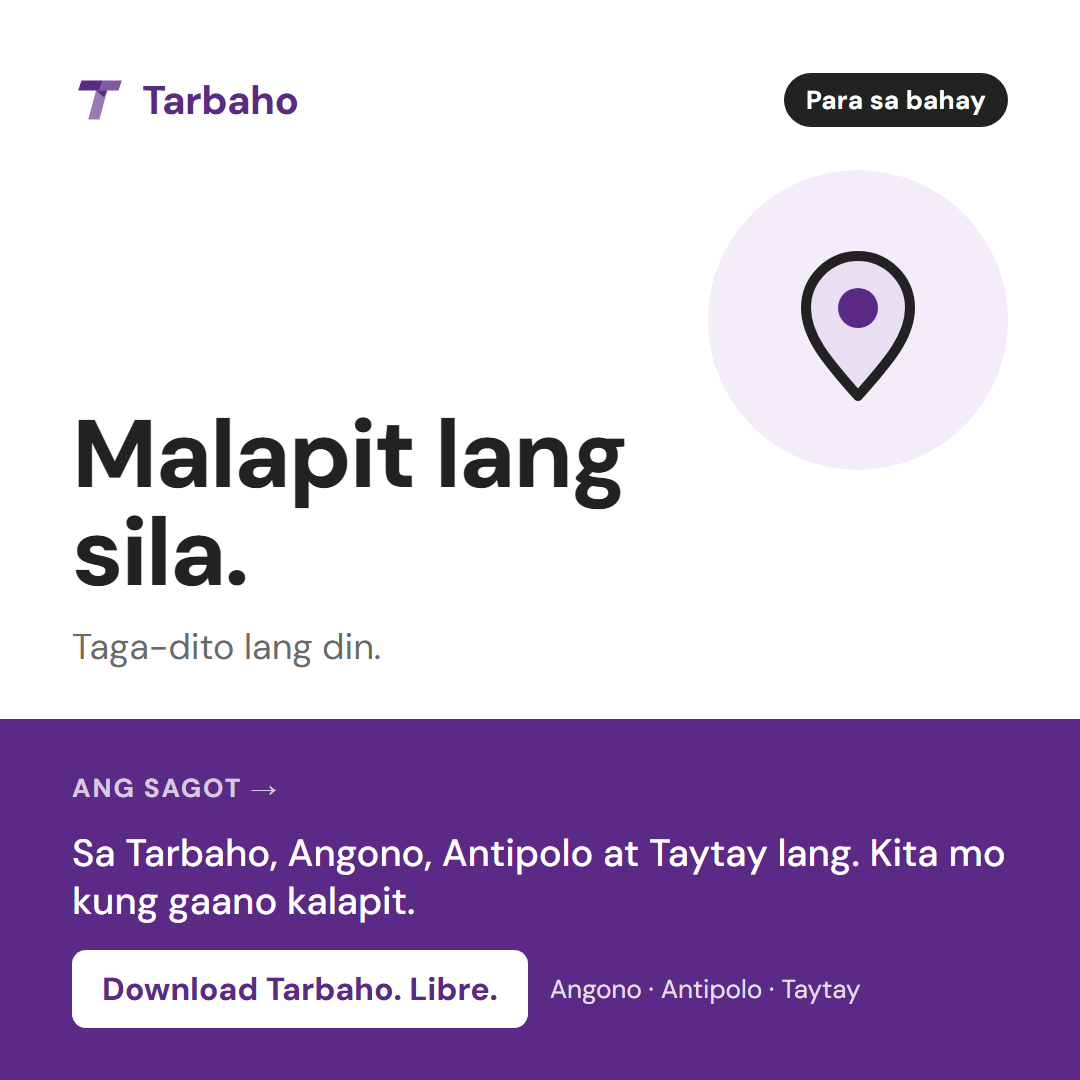 Tarbaho
Para sa bahay
Malapit lang
sila.
Taga-dito lang din.
ANG SAGOT →
Sa Tarbaho, Angono, Antipolo at Taytay lang. Kita mo
kung gaano kalapit.
Download Tarbaho. Libre.
Angono · Antipolo · Taytay